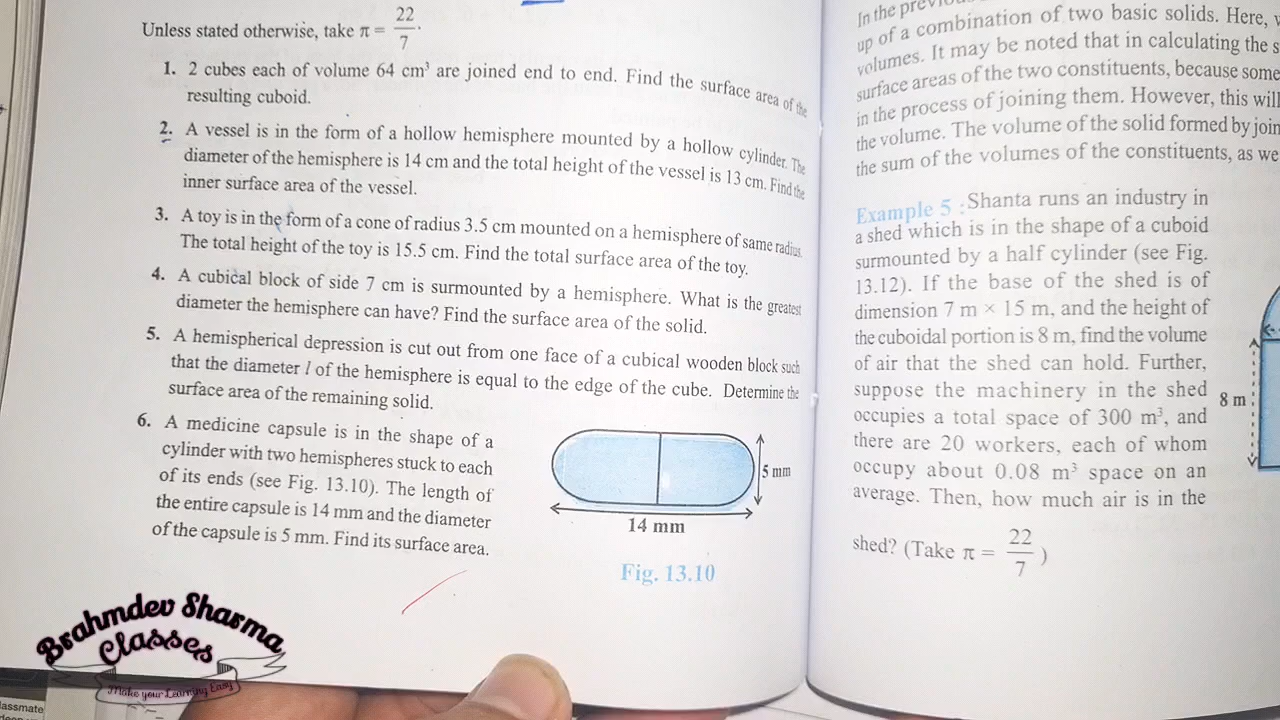 Unless stated otherwise, take π = 22/7.
1. 2 cubes each of volume 64 cm³ are joined end to end. Find the surface area of the
resulting cuboid.
2. A vessel is in the form of a hollow hemisphere mounted by a hollow cylinder. The
diameter of the hemisphere is 14 cm and the total height of the vessel is 13 cm. Find the
inner surface area of the vessel.
3. A toy is in the form of a cone of radius 3.5 cm mounted on a hemisphere of same radius.
The total height of the toy is 15.5 cm. Find the total surface area of the toy.
4. A cubical block of side 7 cm is surmounted by a hemisphere. What is the greatest
diameter the hemisphere can have? Find the surface area of the solid.
5. A hemispherical depression is cut out from one face of a cubical wooden block such
that the diameter l of the hemisphere is equal to the edge of the cube. Determine the
surface area of the remaining solid.
6. A medicine capsule is in the shape of a
cylinder with two hemispheres stuck to each
of its ends (see Fig. 13.10). The length of
the entire capsule is 14 mm and the diameter
of the capsule is 5 mm. Find its surface area.
5 mm
14 mm
Fig. 13.10
Brahmdev Sharma
Classes
Make your Learning Easy
lassmate
In the previous
up of a combination of two basic solids. Here,
volumes. It may be noted that in calculating the
surface areas of the two constituents, because some
in the process of joining them. However, this will
the volume. The volume of the solid formed by
the sum of the volumes of the constituents, as we
Example 5 : Shanta runs an industry in
a shed which is in the shape of a cuboid
surmounted by a half cylinder (see Fig.
13.12). If the base of the shed is of
dimension 7 m × 15 m, and the height of
the cuboidal portion is 8 m, find the volume
of air that the shed can hold. Further,
suppose the machinery in the shed
occupies a total space of 300 m³, and
there are 20 workers, each of whom
occupy about 0.08 m³ space on an
average. Then, how much air is in the
shed? (Take π = 22/7)
8 m